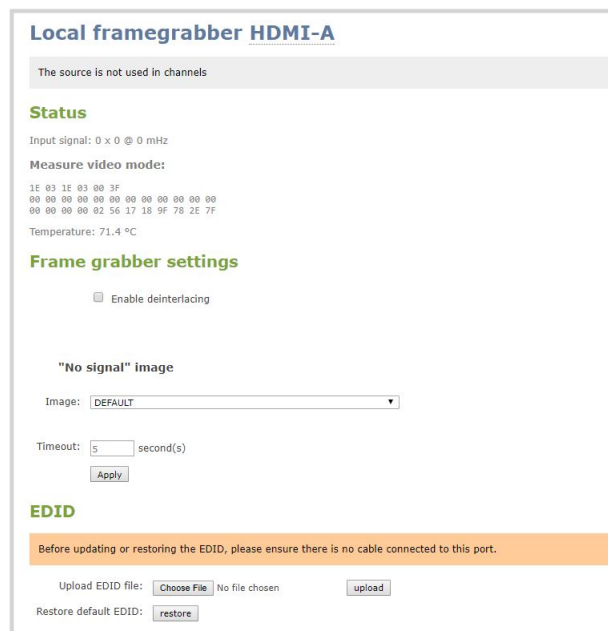 Local framegrabber HDMI-A
The source is not used in channels
Status
Input signal: 0 x 0 @ 0 mHz
Measure video mode:
1E 03 1E 03 00 3F
00 00 00 00 00 00 00 00 00 00 00
00 00 00 00 02 56 17 18 9F 78 2E 7F
Temperature: 71.4 ºC
Frame grabber settings
Enable deinterlacing
"No signal" image
Image: DEFAULT
Timeout: 5 second(s)
Apply
EDID
Before updating or restoring the EDID, please ensure there is no cable connected to this port.
Upload EDID file: Choose File No file chosen upload
Restore default EDID: restore